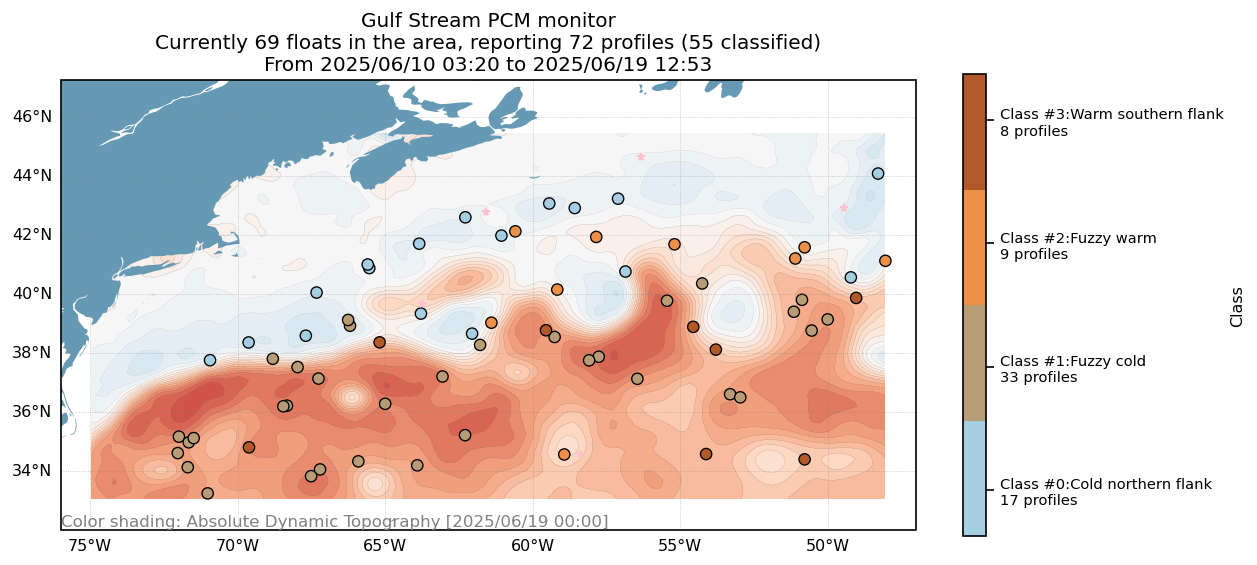 Gulf Stream PCM monitor
Currently 69 floats in the area, reporting 72 profiles (55 classified)
From 2025/06/10 03:20 to 2025/06/19 12:53
46°N
44°N
42°N
40°N
38°N
36°N
34°N
Color shading: Absolute Dynamic Topography [2025/06/19 00:00]
75°W
70°W
65°W
60°W
55°W
50°W
Class #3:Warm southern flank
8 profiles
Class #2:Fuzzy warm
9 profiles
Class #1:Fuzzy cold
33 profiles
Class #0:Cold northern flank
17 profiles
Class